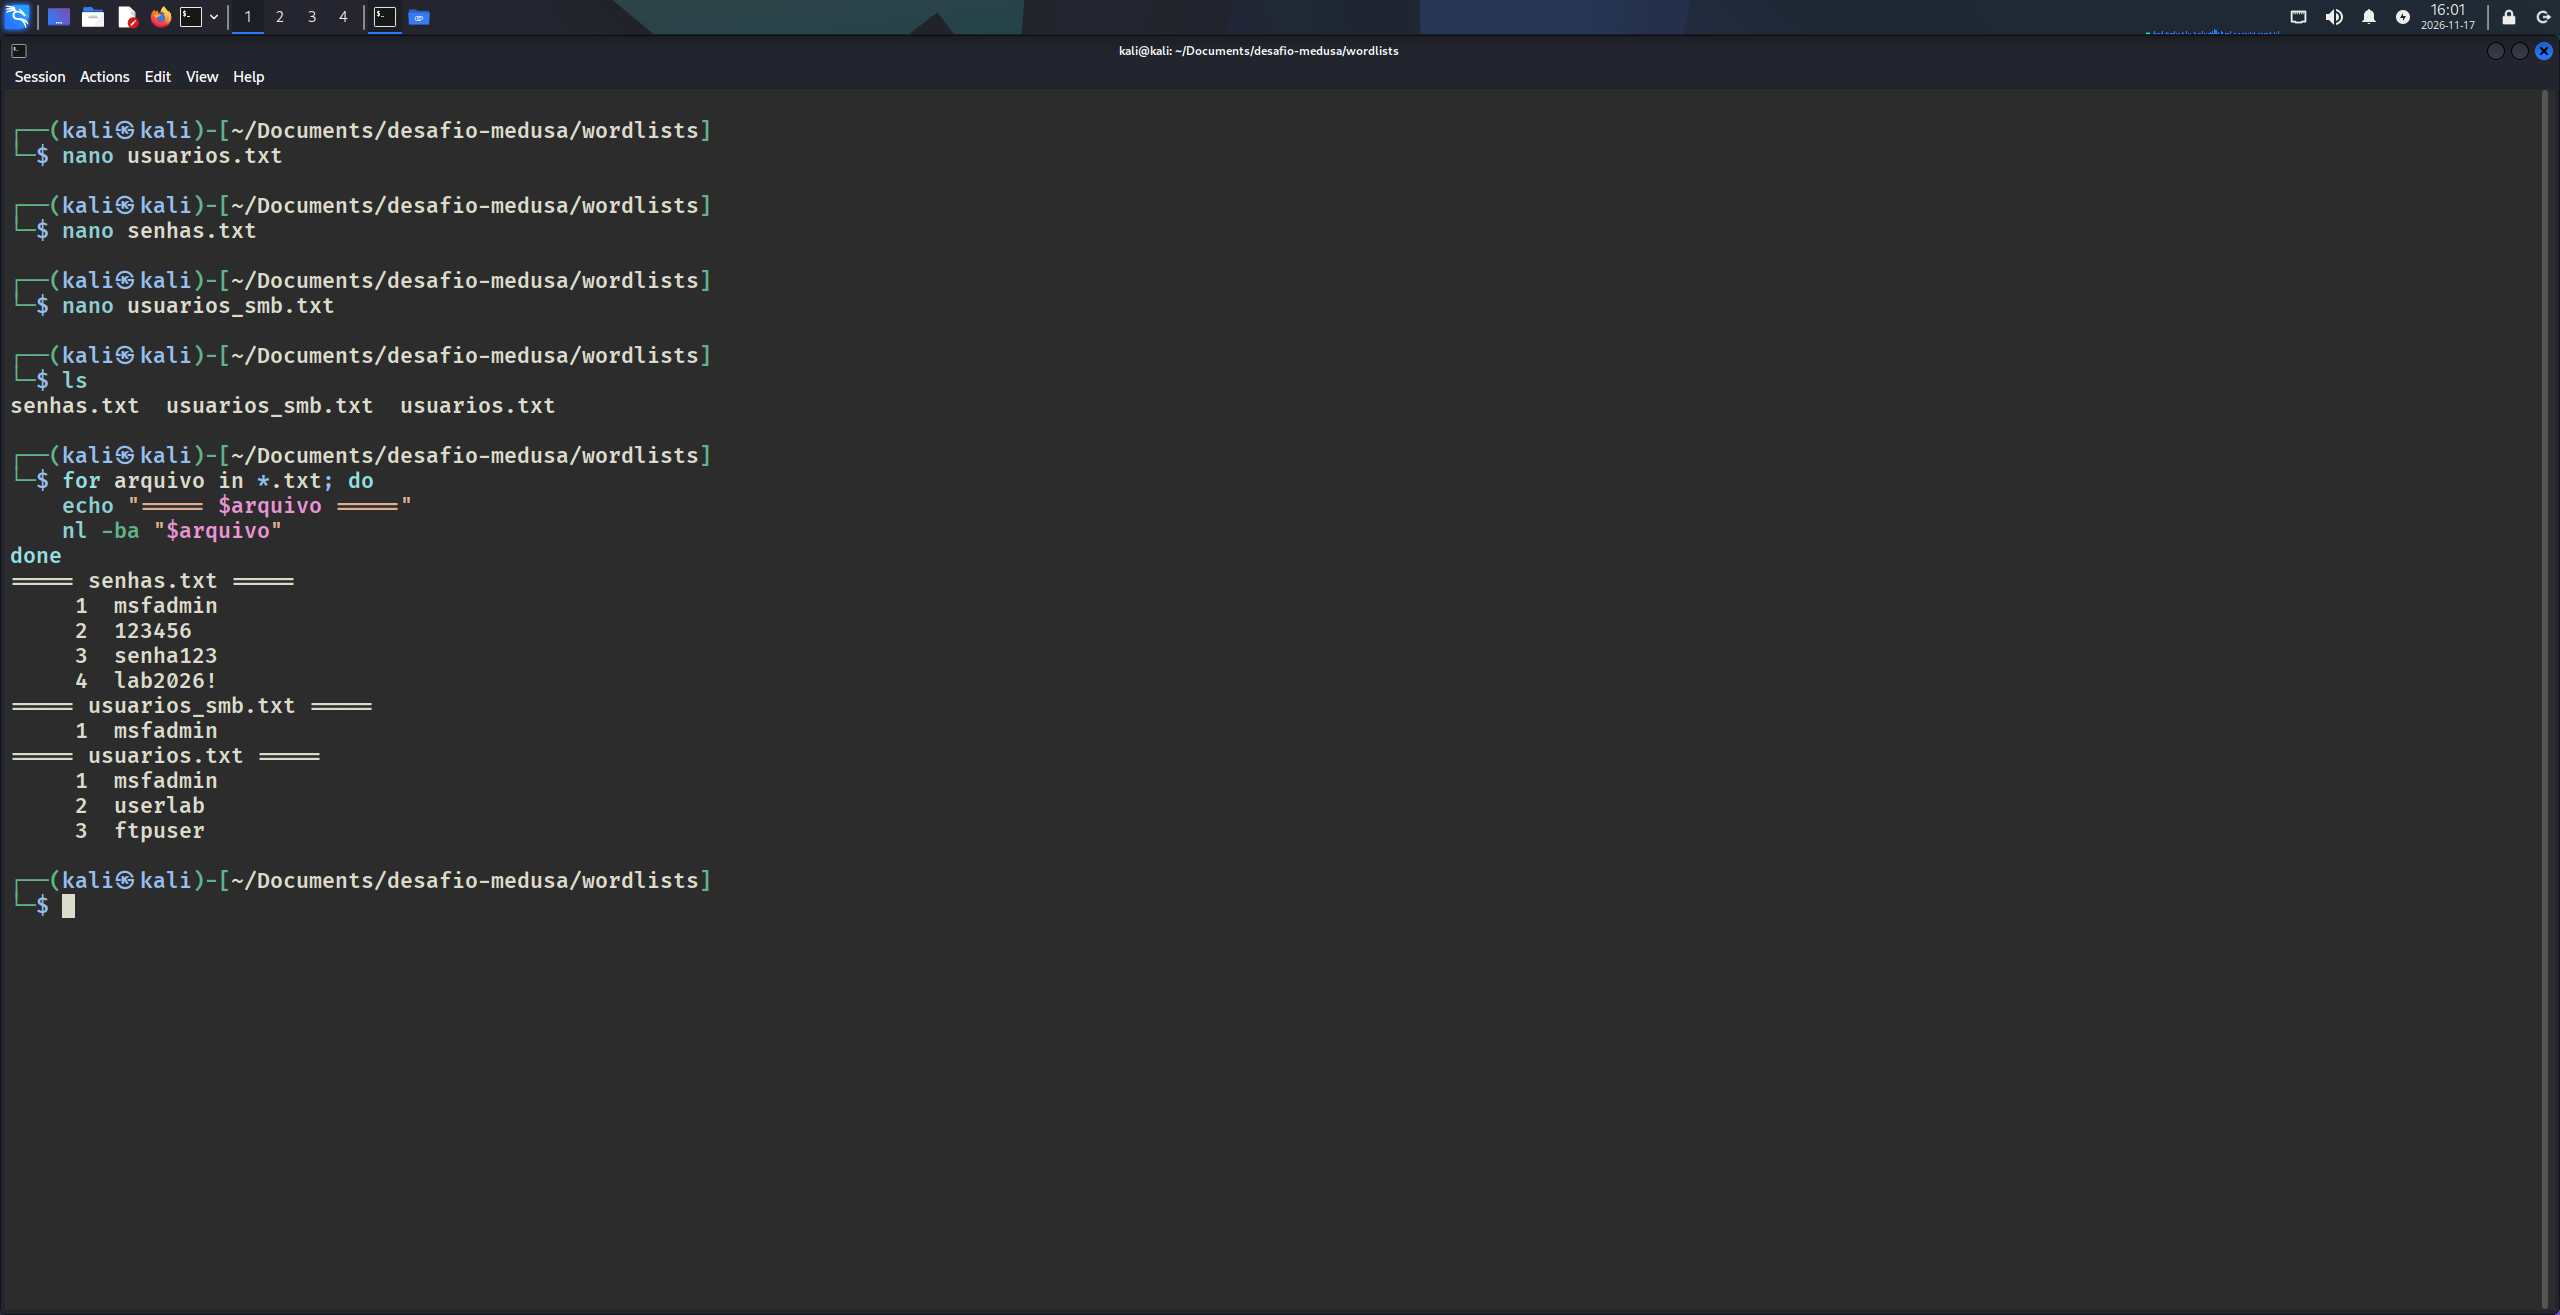 1 2 3 4 16:01
2026-11-17
kali@kali: ~/Documents/desafio-medusa/wordlists
Session Actions Edit View Help
┌──(kali㉿kali)-[~/Documents/desafio-medusa/wordlists]
└─$ nano usuarios.txt
┌──(kali㉿kali)-[~/Documents/desafio-medusa/wordlists]
└─$ nano senhas.txt
┌──(kali㉿kali)-[~/Documents/desafio-medusa/wordlists]
└─$ nano usuarios_smb.txt
┌──(kali㉿kali)-[~/Documents/desafio-medusa/wordlists]
└─$ ls
senhas.txt  usuarios_smb.txt  usuarios.txt
┌──(kali㉿kali)-[~/Documents/desafio-medusa/wordlists]
└─$ for arquivo in *.txt; do
    echo "===== $arquivo ====="
    nl -ba "$arquivo"
done
===== senhas.txt =====
     1  msfadmin
     2  123456
     3  senha123
     4  lab2026!
===== usuarios_smb.txt =====
     1  msfadmin
===== usuarios.txt =====
     1  msfadmin
     2  userlab
     3  ftpuser
┌──(kali㉿kali)-[~/Documents/desafio-medusa/wordlists]
└─$